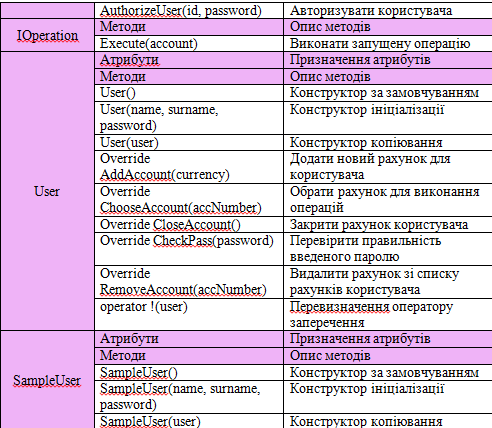 AuthorizeUser(id, password) Авторизувати користувача
IOperation Методи Опис методів
Execute(account) Виконати запущену операцію
User Атрибути Призначення атрибутів
Методи Опис методів
User() Конструктор за замовчуванням
User(name, surname, Конструктор ініціалізації
password)
User(user) Конструктор копіювання
Override Додати новий рахунок для
AddAccount(currency) користувача
Override Обрати рахунок для виконання
ChooseAccount(accNumber) операцій
Override CloseAccount() Закрити рахунок користувача
Override CheckPass(password) Перевірити правильність
введеного паролю
Override Видалити рахунок зі списку
RemoveAccount(accNumber) рахунків користувача
operator !(user) Перевизначення оператору
заперечення
SampleUser Атрибути Призначення атрибутів
Методи Опис методів
SampleUser() Конструктор за замовчуванням
SampleUser(name, surname, Конструктор ініціалізації
password)
SampleUser(user) Конструктор копіювання